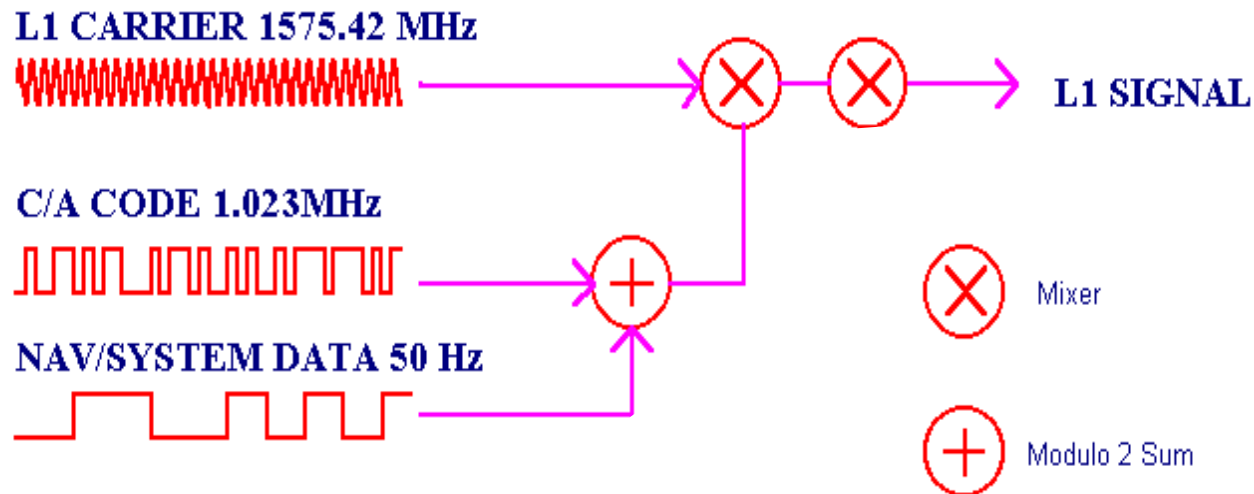 L1 CARRIER 1575.42 MHz
L1 SIGNAL
C/A CODE 1.023MHz
Mixer
NAV/SYSTEM DATA 50 Hz
Modulo 2 Sum